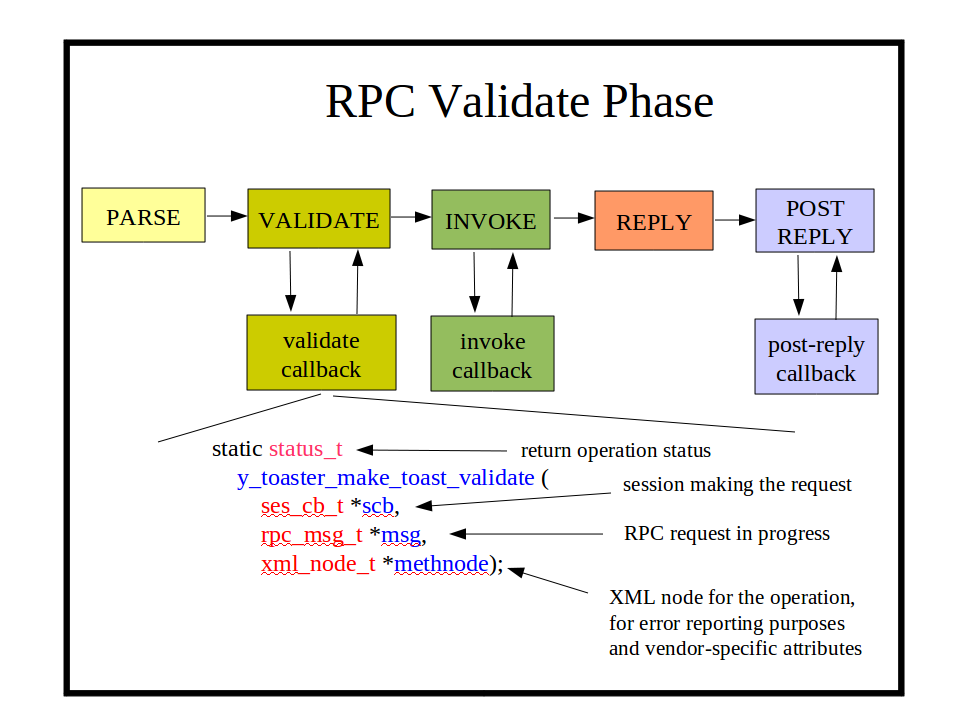 RPC Validate Phase
PARSE
VALIDATE
INVOKE
REPLY
POST
REPLY
validate
callback
invoke
callback
post-reply
callback
static status_t
return operation status
y_toaster_make_toast_validate (
ses_cb_t *scb,
session making the request
rpc_msg_t *msg,
RPC request in progress
xml_node_t *methnode);
XML node for the operation,
for error reporting purposes
and vendor-specific attributes